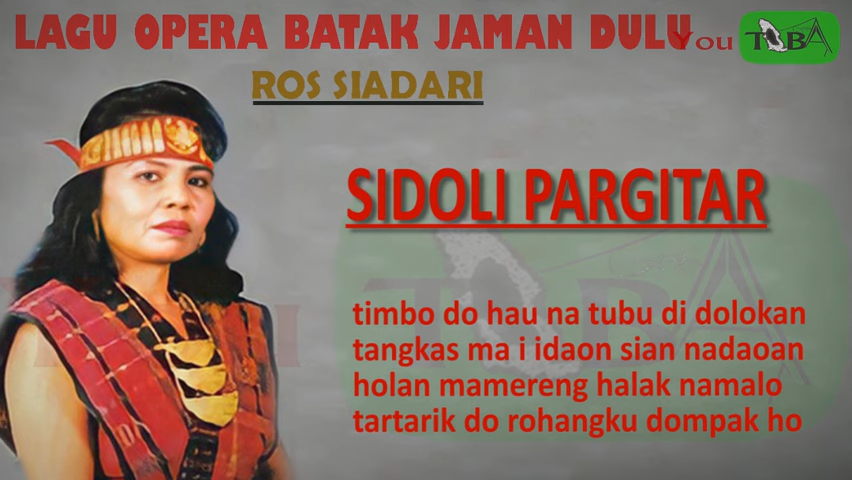 LAGU OPERA BATAK JAMAN DULU
You TOBA
ROS SIADARI
SIDOLI PARGITAR
timbo do hau na tubu di dolokan
tangkas ma i idaon sian nadaoan
holan mamereng halak namalo
tartarik do rohangku dompak ho